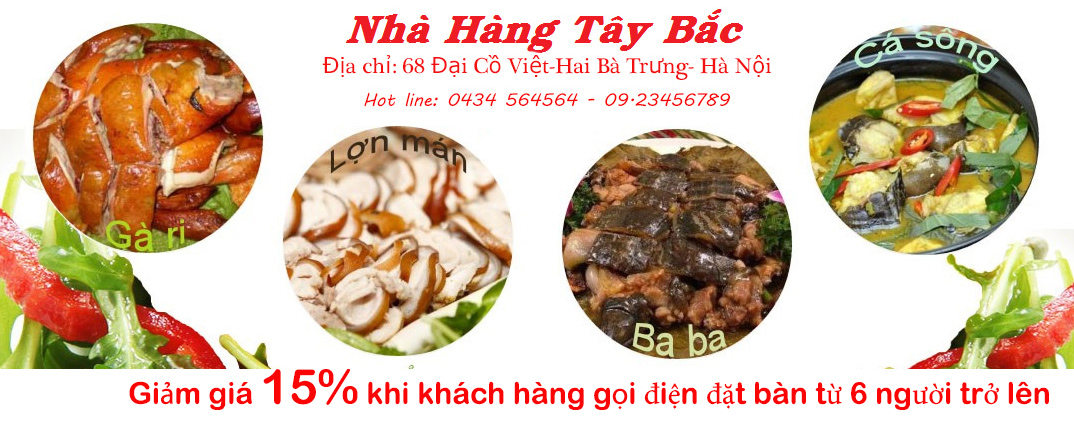 Nhà Hàng Tây Bắc
Địa chỉ: 68 Đại Cồ Việt-Hai Bà Trưng- Hà Nội
Hot line: 0434 564564 - 09.23456789
Cá sông
Lợn mán
Gà ri
Ba ba
Giảm giá 15% khi khách hàng gọi điện đặt bàn từ 6 người trở lên